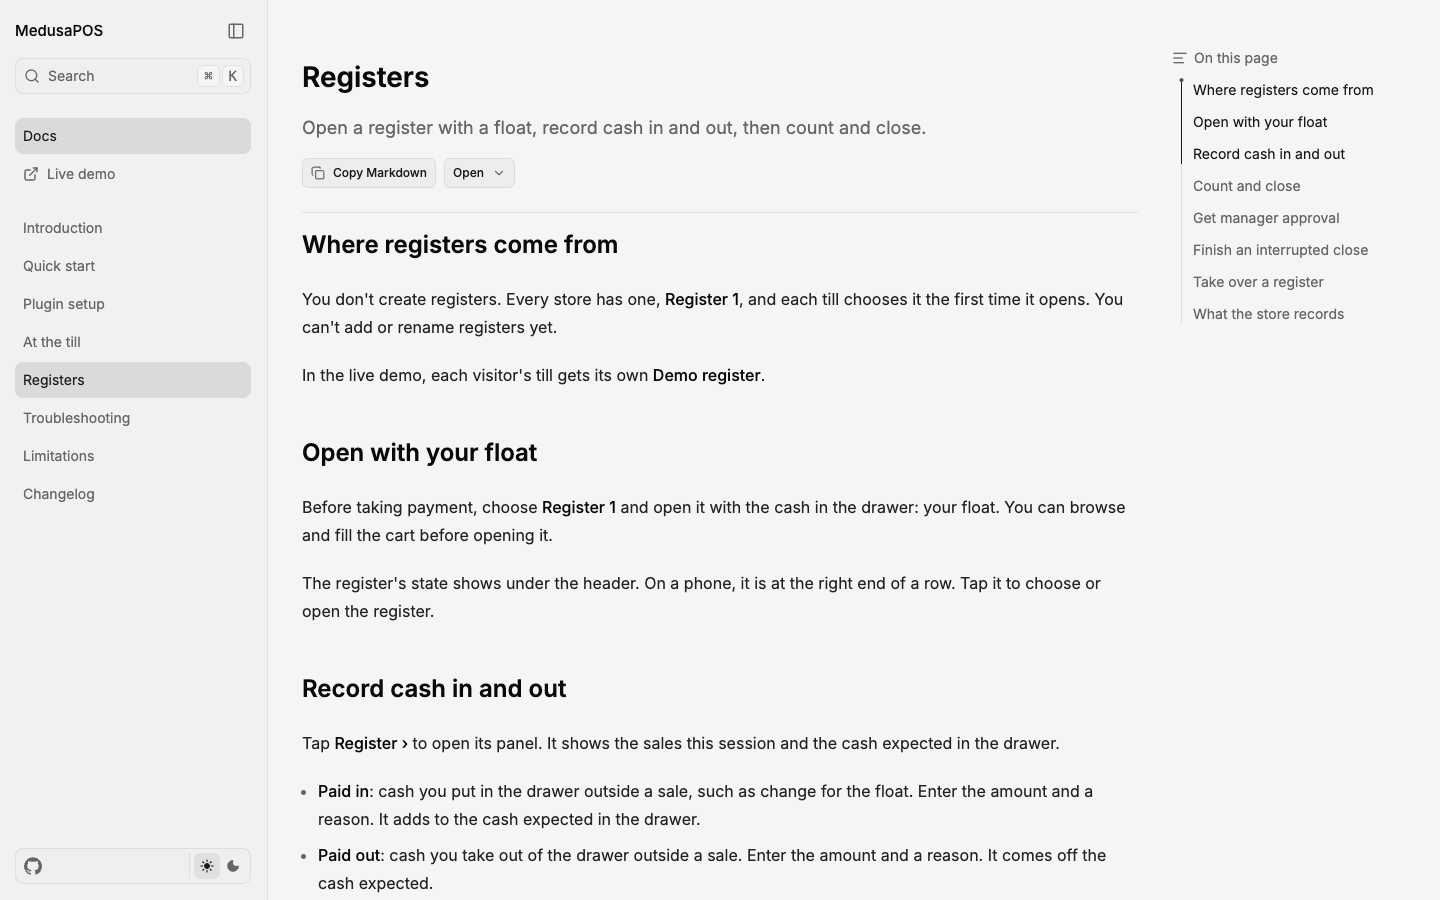 MedusaPOS
Search
⌘ K
Docs
Live demo
Introduction
Quick start
Plugin setup
At the till
Registers
Troubleshooting
Limitations
Changelog
Registers
Open a register with a float, record cash in and out, then count and close.
Copy Markdown
Open
Where registers come from
You don't create registers. Every store has one, Register 1, and each till chooses it the first time it opens. You
can't add or rename registers yet.
In the live demo, each visitor's till gets its own Demo register.
Open with your float
Before taking payment, choose Register 1 and open it with the cash in the drawer: your float. You can browse
and fill the cart before opening it.
The register's state shows under the header. On a phone, it is at the right end of a row. Tap it to choose or
open the register.
Record cash in and out
Tap Register › to open its panel. It shows the sales this session and the cash expected in the drawer.
• Paid in: cash you put in the drawer outside a sale, such as change for the float. Enter the amount and a
reason. It adds to the cash expected in the drawer.
• Paid out: cash you take out of the drawer outside a sale. Enter the amount and a reason. It comes off the
cash expected.
On this page
Where registers come from
Open with your float
Record cash in and out
Count and close
Get manager approval
Finish an interrupted close
Take over a register
What the store records